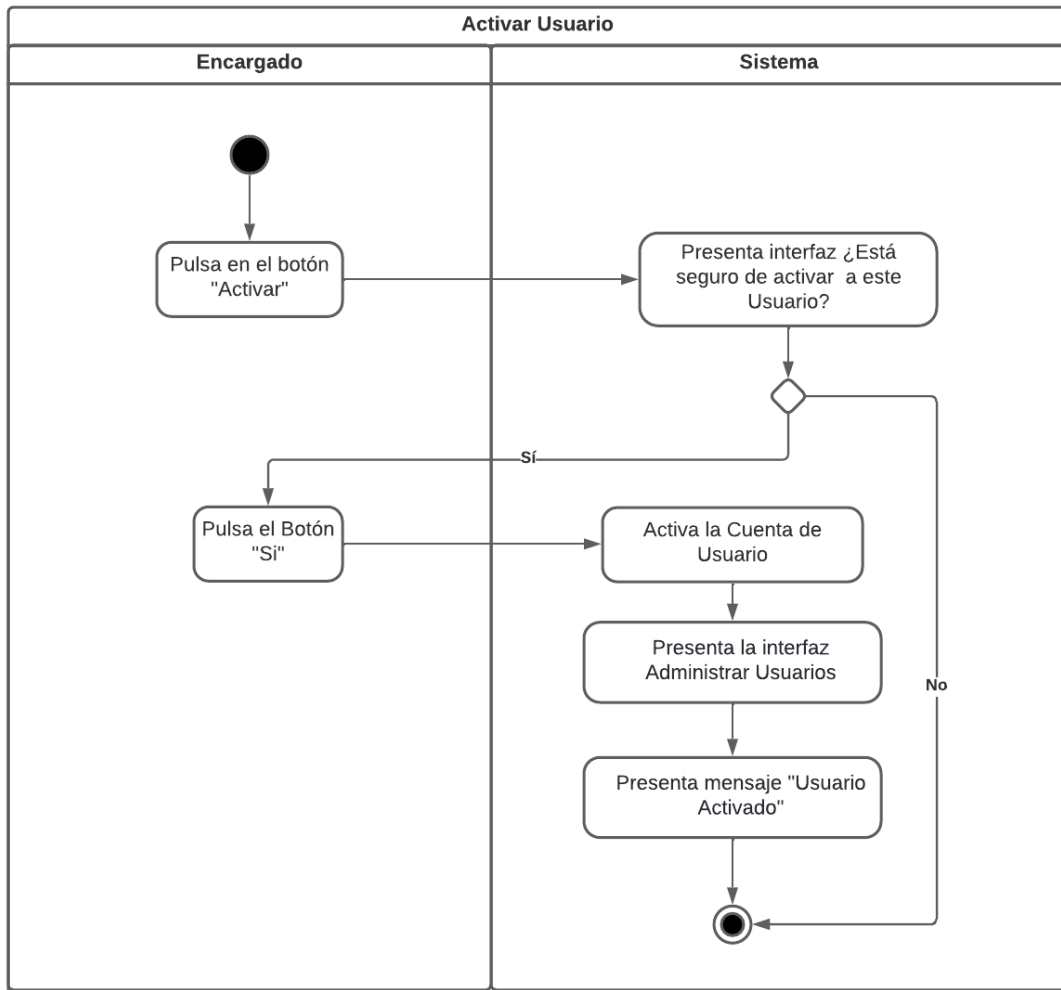 Activar Usuario
Encargado
Sistema
Pulsa en el botón
"Activar"
Presenta interfaz ¿Está
seguro de activar  a este
Usuario?
Sí
Pulsa el Botón
"Si"
Activa la Cuenta de
Usuario
Presenta la interfaz
Administrar Usuarios
No
Presenta mensaje "Usuario
Activado"